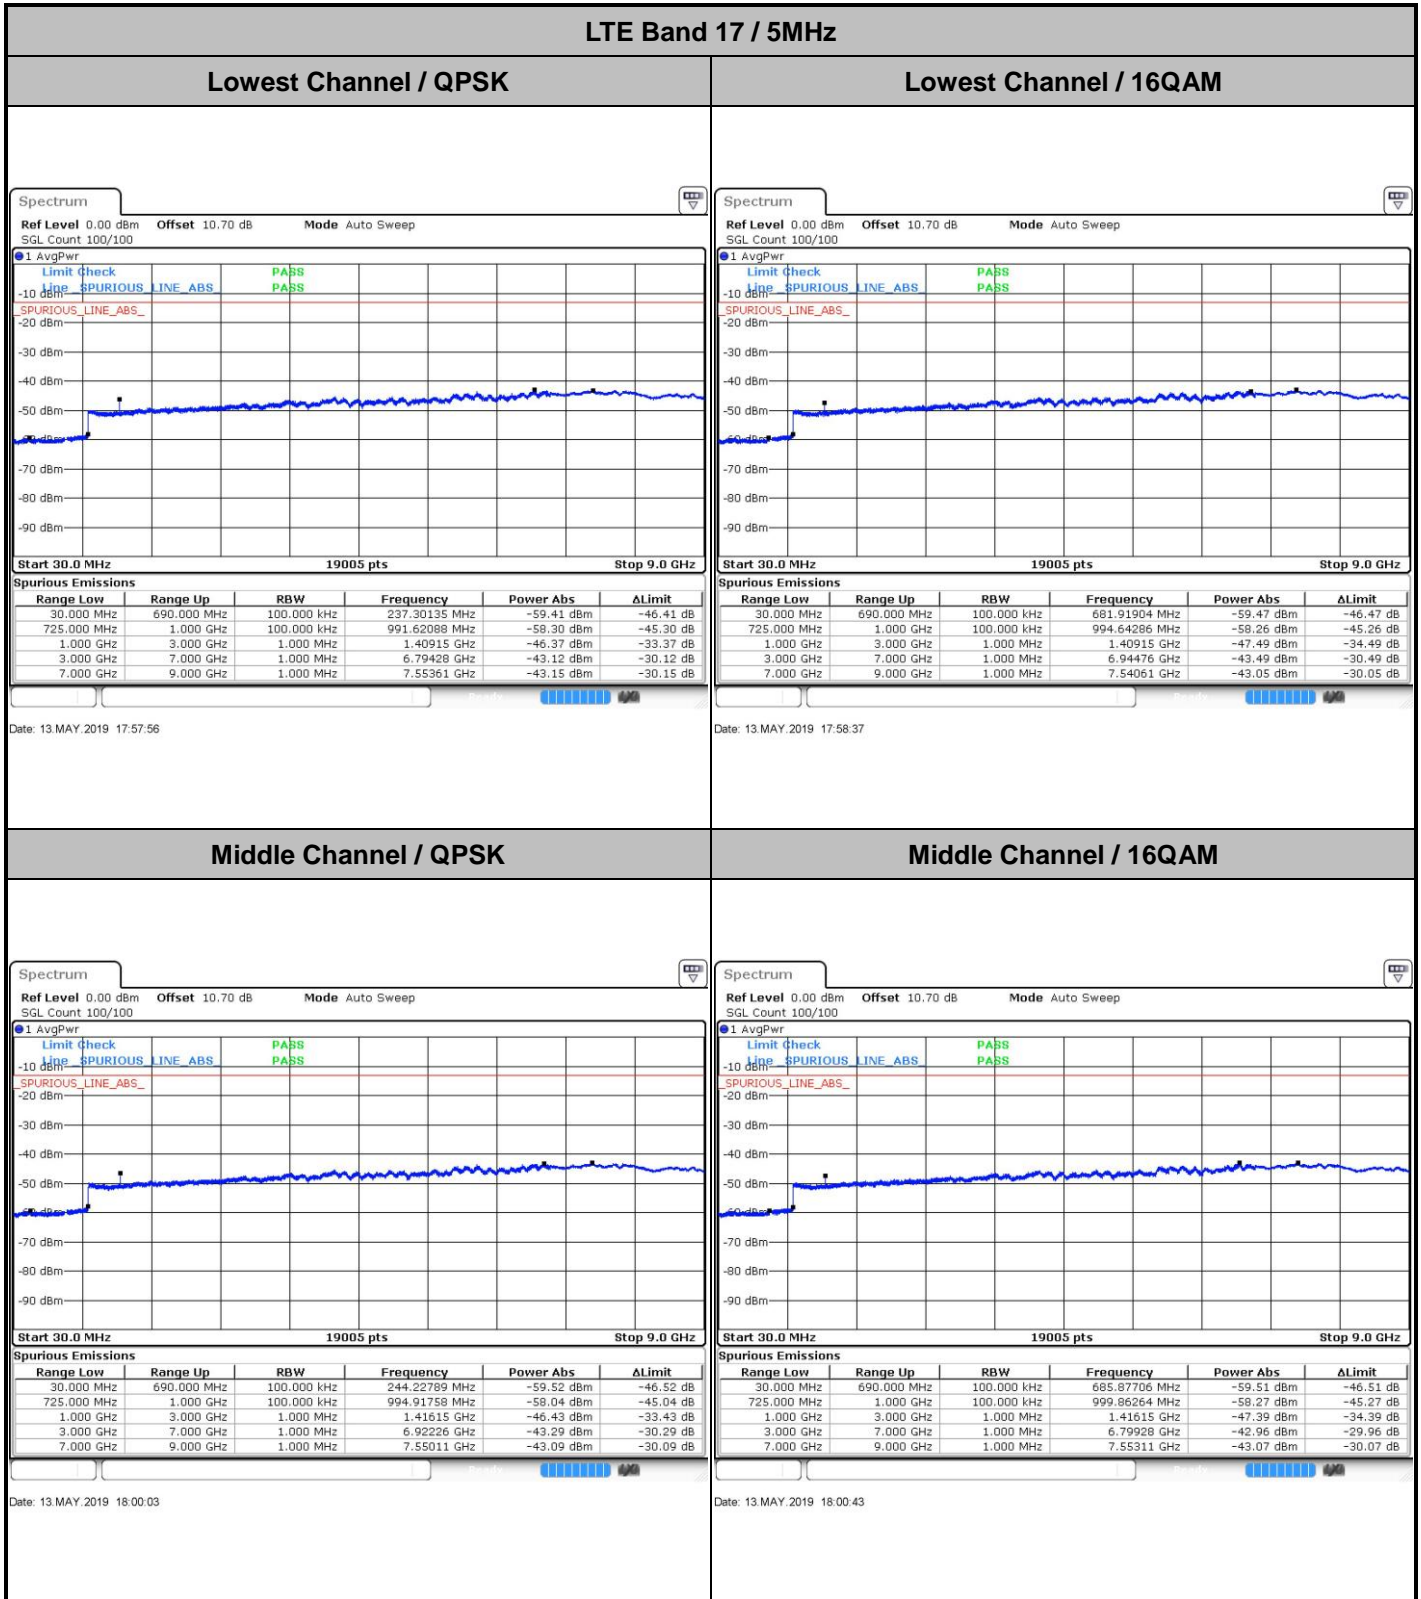 LTE Band 17 / 5MHz
Lowest Channel / QPSK
Spectrum
Ref Level 0.00 dBm Offset 10.70 dB Mode Auto Sweep
SGL Count 100/100
1 AvgPwr
Limit Check PASS
Line _SPURIOUS_LINE_ABS_ PASS
-10 dBm
_SPURIOUS_LINE_ABS_
-20 dBm
-30 dBm
-40 dBm
-50 dBm
-60 dBm
-70 dBm
-80 dBm
-90 dBm
Start 30.0 MHz 19005 pts Stop 9.0 GHz
Spurious Emissions
Range Low Range Up RBW Frequency Power Abs ΔLimit
30.000 MHz 690.000 MHz 100.000 kHz 237.30135 MHz -59.41 dBm -46.41 dB
725.000 MHz 1.000 GHz 100.000 kHz 991.62088 MHz -58.30 dBm -45.30 dB
1.000 GHz 3.000 GHz 1.000 MHz 1.40915 GHz -46.37 dBm -33.37 dB
3.000 GHz 7.000 GHz 1.000 MHz 6.79428 GHz -43.12 dBm -30.12 dB
7.000 GHz 9.000 GHz 1.000 MHz 7.55361 GHz -43.15 dBm -30.15 dB
Date: 13.MAY.2019 17:57:56
Lowest Channel / 16QAM
Spectrum
Ref Level 0.00 dBm Offset 10.70 dB Mode Auto Sweep
SGL Count 100/100
1 AvgPwr
Limit Check PASS
Line _SPURIOUS_LINE_ABS_ PASS
-10 dBm
_SPURIOUS_LINE_ABS_
-20 dBm
-30 dBm
-40 dBm
-50 dBm
-60 dBm
-70 dBm
-80 dBm
-90 dBm
Start 30.0 MHz 19005 pts Stop 9.0 GHz
Spurious Emissions
Range Low Range Up RBW Frequency Power Abs ΔLimit
30.000 MHz 690.000 MHz 100.000 kHz 681.91904 MHz -59.47 dBm -46.47 dB
725.000 MHz 1.000 GHz 100.000 kHz 994.64286 MHz -58.26 dBm -45.26 dB
1.000 GHz 3.000 GHz 1.000 MHz 1.40915 GHz -47.49 dBm -34.49 dB
3.000 GHz 7.000 GHz 1.000 MHz 6.94476 GHz -43.49 dBm -30.49 dB
7.000 GHz 9.000 GHz 1.000 MHz 7.54061 GHz -43.05 dBm -30.05 dB
Date: 13.MAY.2019 17:58:37
Middle Channel / QPSK
Spectrum
Ref Level 0.00 dBm Offset 10.70 dB Mode Auto Sweep
SGL Count 100/100
1 AvgPwr
Limit Check PASS
Line _SPURIOUS_LINE_ABS_ PASS
-10 dBm
_SPURIOUS_LINE_ABS_
-20 dBm
-30 dBm
-40 dBm
-50 dBm
-60 dBm
-70 dBm
-80 dBm
-90 dBm
Start 30.0 MHz 19005 pts Stop 9.0 GHz
Spurious Emissions
Range Low Range Up RBW Frequency Power Abs ΔLimit
30.000 MHz 690.000 MHz 100.000 kHz 244.22789 MHz -59.52 dBm -46.52 dB
725.000 MHz 1.000 GHz 100.000 kHz 994.91758 MHz -58.04 dBm -45.04 dB
1.000 GHz 3.000 GHz 1.000 MHz 1.41615 GHz -46.43 dBm -33.43 dB
3.000 GHz 7.000 GHz 1.000 MHz 6.92226 GHz -43.29 dBm -30.29 dB
7.000 GHz 9.000 GHz 1.000 MHz 7.55011 GHz -43.09 dBm -30.09 dB
Date: 13.MAY.2019 18:00:03
Middle Channel / 16QAM
Spectrum
Ref Level 0.00 dBm Offset 10.70 dB Mode Auto Sweep
SGL Count 100/100
1 AvgPwr
Limit Check PASS
Line _SPURIOUS_LINE_ABS_ PASS
-10 dBm
_SPURIOUS_LINE_ABS_
-20 dBm
-30 dBm
-40 dBm
-50 dBm
-60 dBm
-70 dBm
-80 dBm
-90 dBm
Start 30.0 MHz 19005 pts Stop 9.0 GHz
Spurious Emissions
Range Low Range Up RBW Frequency Power Abs ΔLimit
30.000 MHz 690.000 MHz 100.000 kHz 685.87706 MHz -59.51 dBm -46.51 dB
725.000 MHz 1.000 GHz 100.000 kHz 999.86264 MHz -58.27 dBm -45.27 dB
1.000 GHz 3.000 GHz 1.000 MHz 1.41615 GHz -47.39 dBm -34.39 dB
3.000 GHz 7.000 GHz 1.000 MHz 6.79928 GHz -42.96 dBm -29.96 dB
7.000 GHz 9.000 GHz 1.000 MHz 7.55311 GHz -43.07 dBm -30.07 dB
Date: 13.MAY.2019 18:00:43